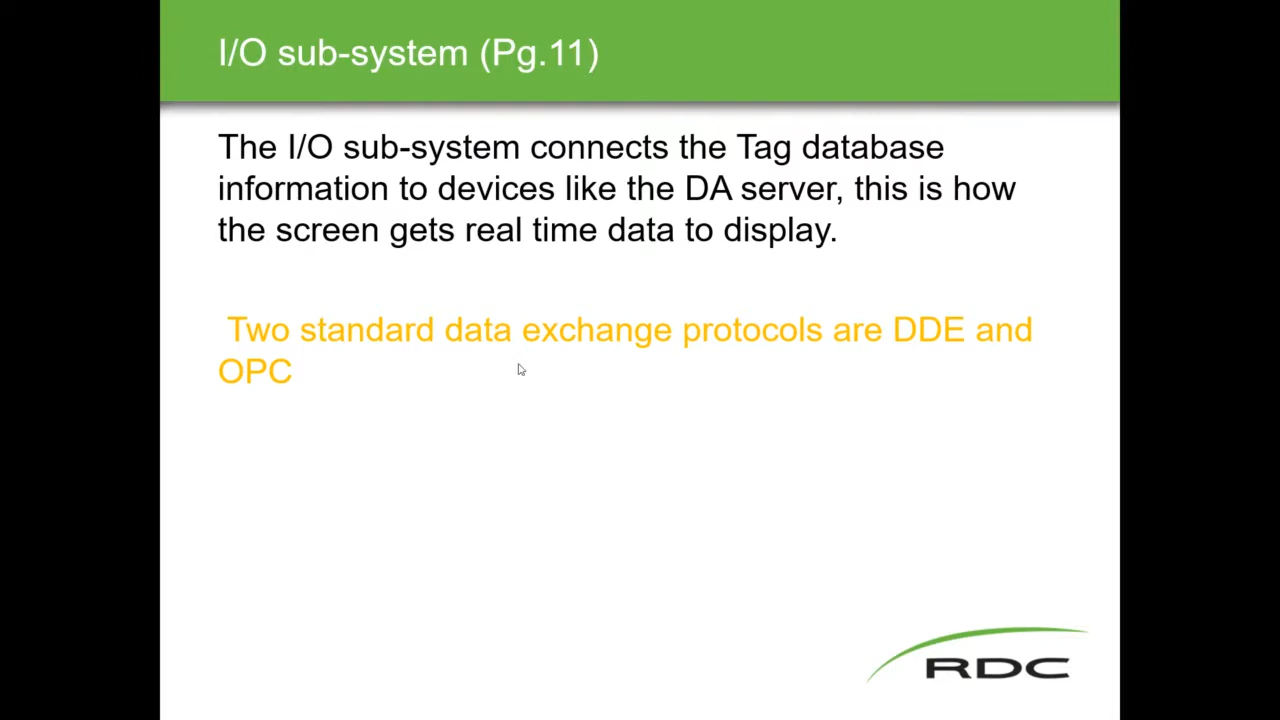 I/O sub-system (Pg.11)
The I/O sub-system connects the Tag database
information to devices like the DA server, this is how
the screen gets real time data to display.
Two standard data exchange protocols are DDE and
OPC
RDC